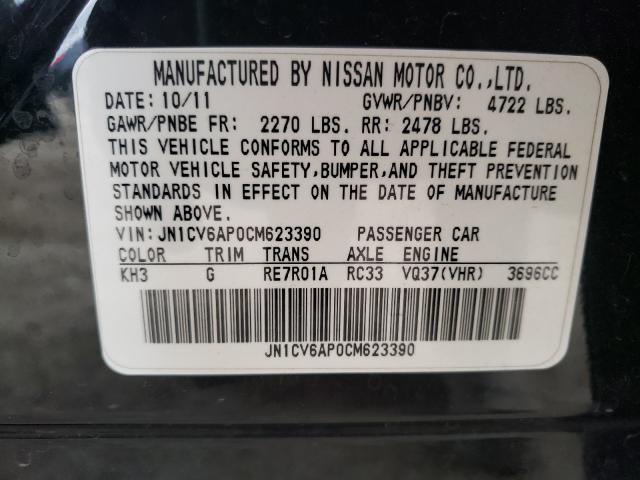 MANUFACTURED BY NISSAN MOTOR CO.,LTD.
DATE: 10/11 GVWR/PNBV: 4722 LBS.
GAWR/PNBE FR: 2270 LBS. RR: 2478 LBS.
THIS VEHICLE CONFORMS TO ALL APPLICABLE FEDERAL
MOTOR VEHICLE SAFETY,BUMPER,AND THEFT PREVENTION
STANDARDS IN EFFECT ON THE DATE OF MANUFACTURE
SHOWN ABOVE.
VIN: JN1CV6AP0CM623390 PASSENGER CAR
COLOR TRIM TRANS AXLE ENGINE
KH3 G RE7R01A RC33 VQ37(VHR) 3696CC
JN1CV6AP0CM623390